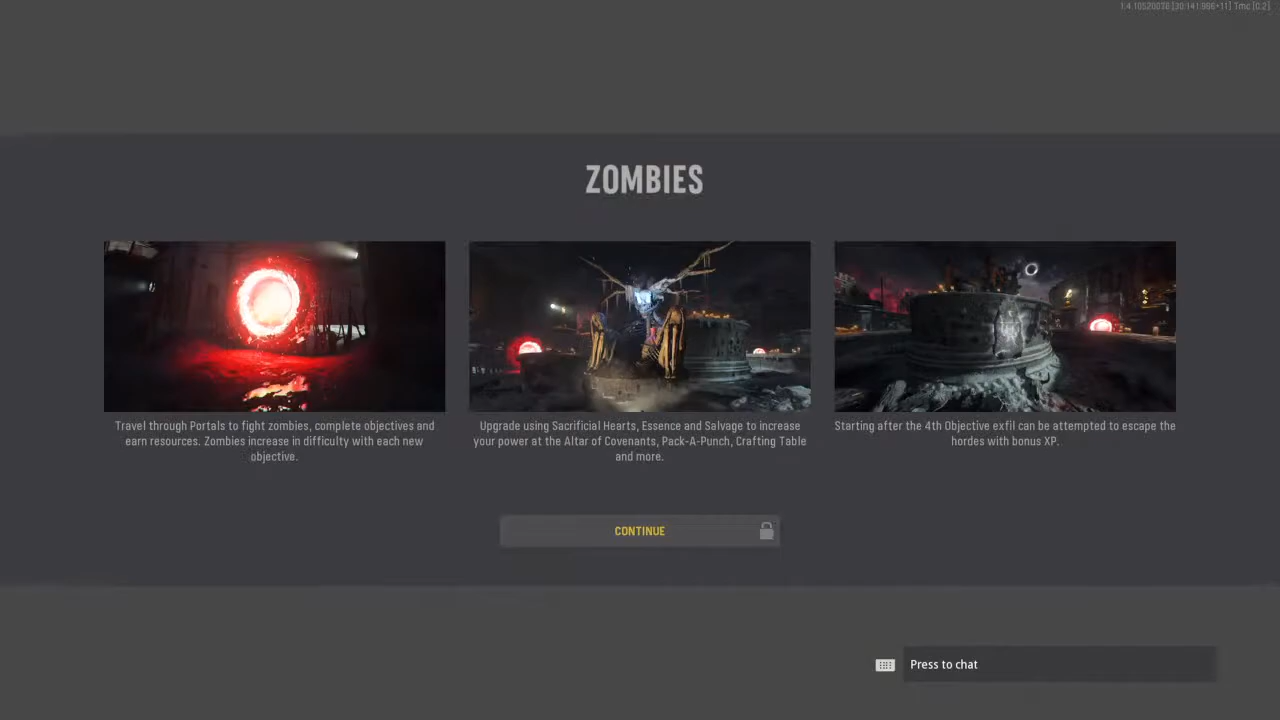 ZOMBIES
Travel through Portals to fight zombies, complete objectives and
earn resources. Zombies increase in difficulty with each new
objective.
Upgrade using Sacrificial Hearts, Essence and Salvage to increase
your power at the Altar of Covenants, Pack-A-Punch, Crafting Table
and more.
Starting after the 4th Objective exfil can be attempted to escape the
hordes with bonus XP.
CONTINUE
Press to chat